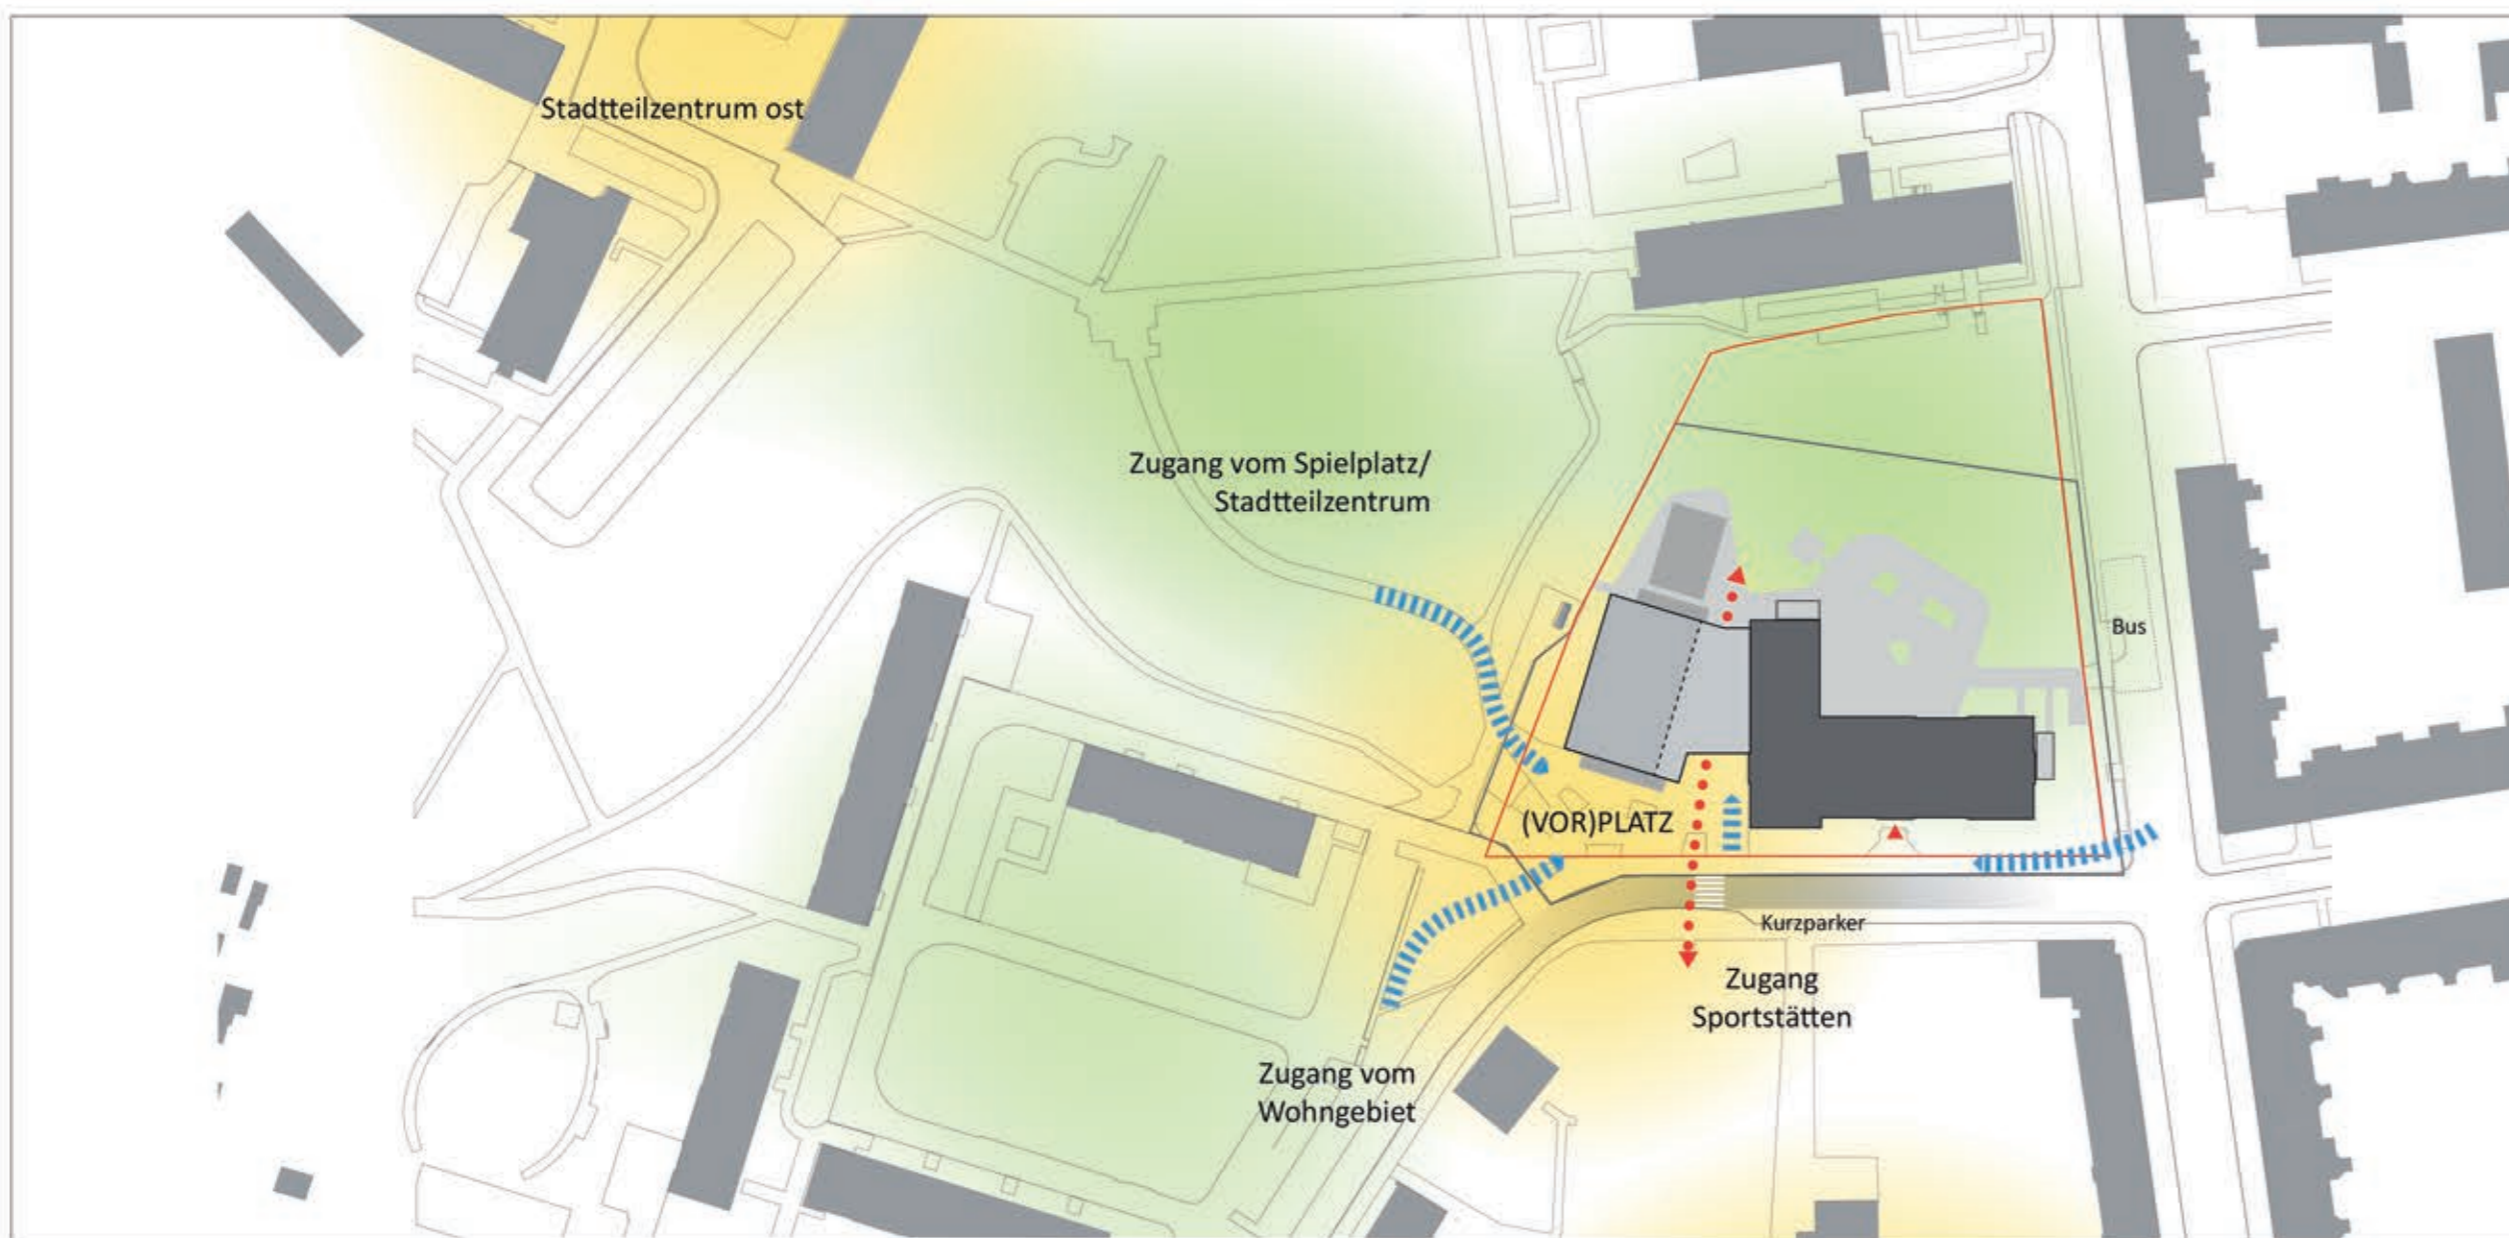 Stadtteilzentrum ost
Zugang vom Spielplatz/
Stadtteilzentrum
Bus
(VOR)PLATZ
Kurzparker
Zugang
Sportstätten
Zugang vom
Wohngebiet